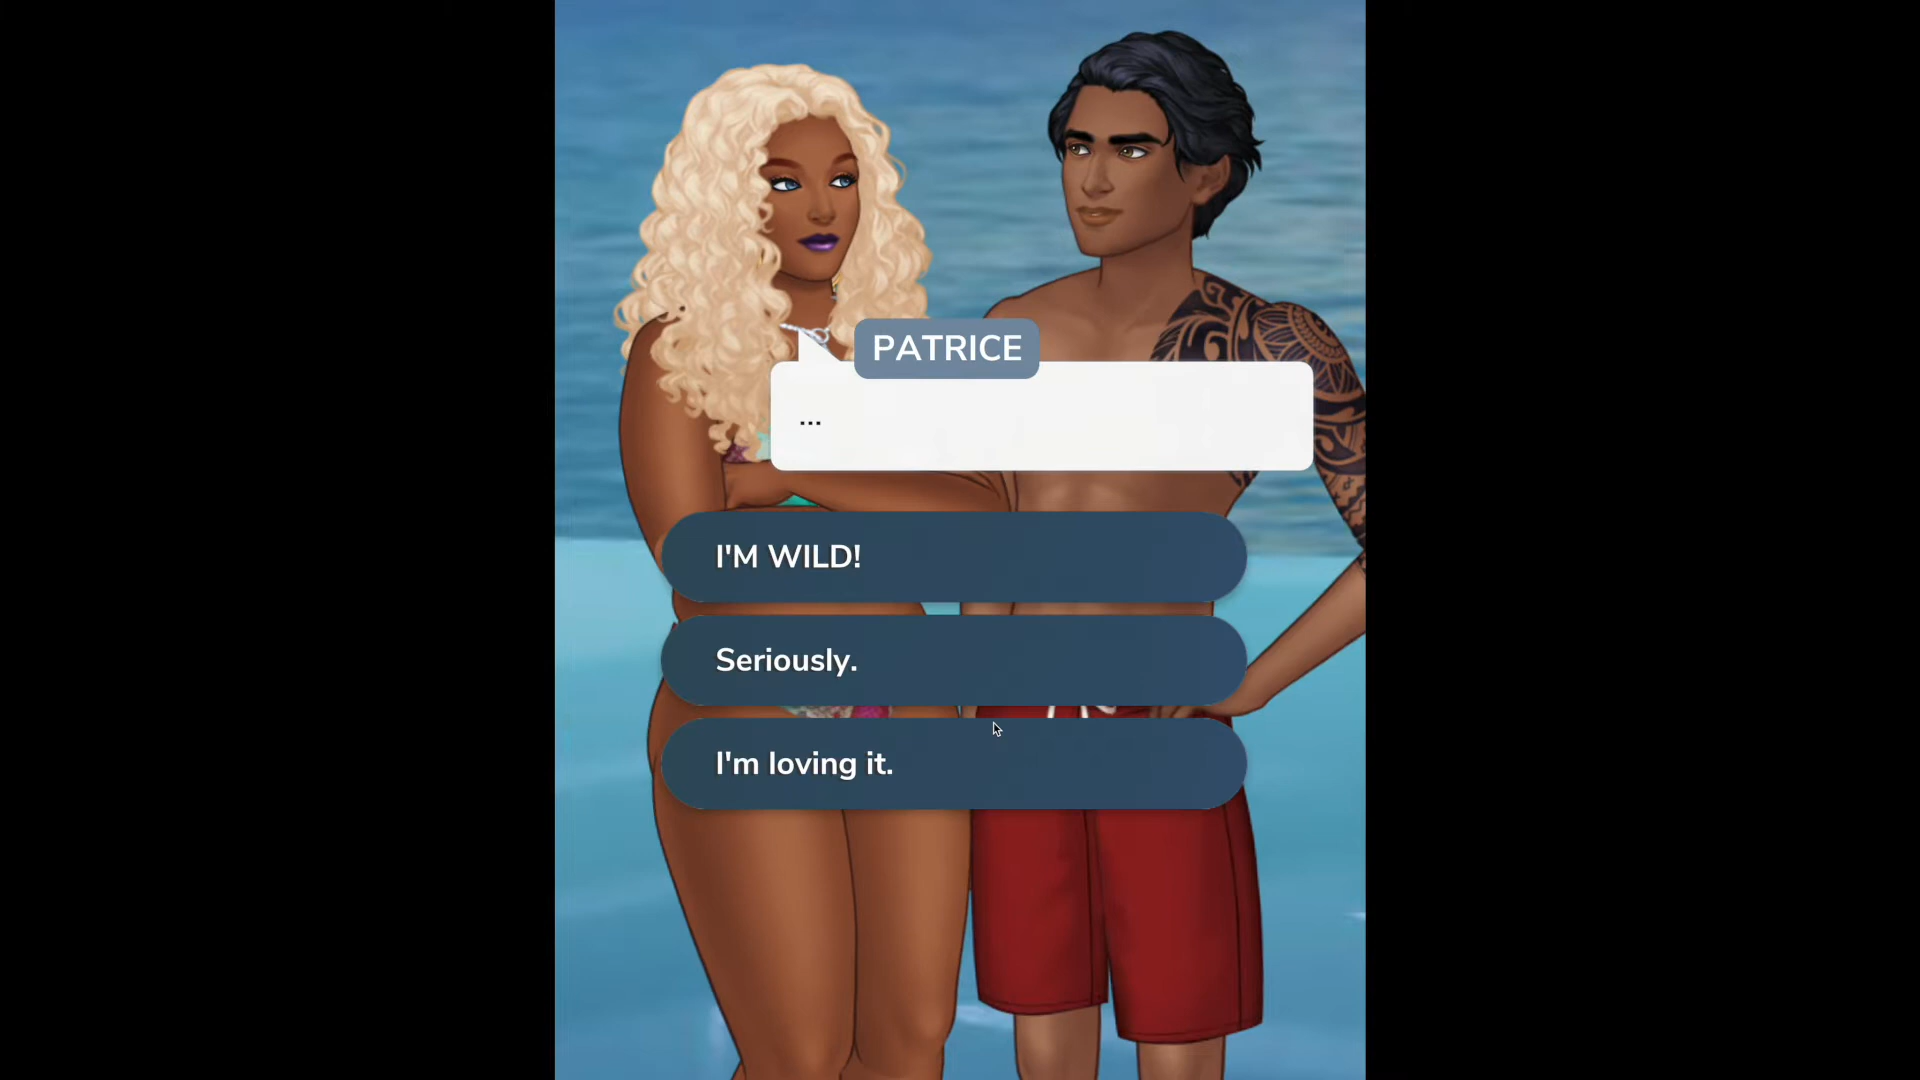 PATRICE
...
I'M WILD!
Seriously.
I'm loving it.